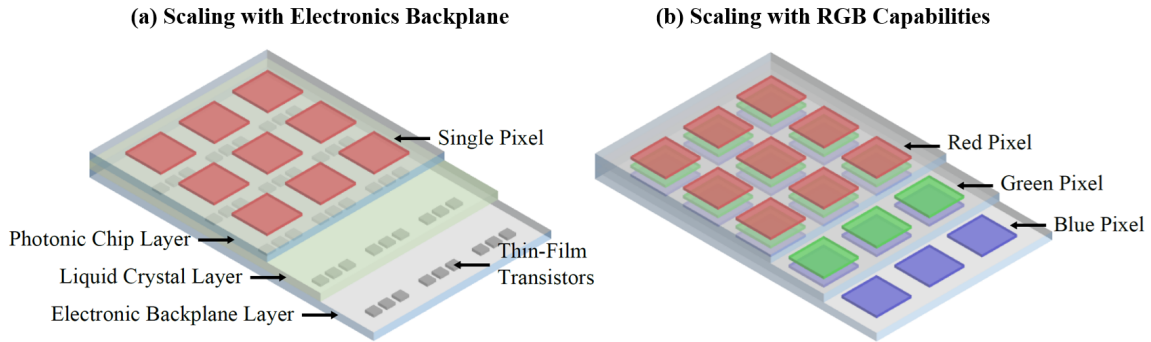 (a) Scaling with Electronics Backplane
Single Pixel
Photonic Chip Layer
Liquid Crystal Layer
Thin-Film
Transistors
Electronic Backplane Layer
(b) Scaling with RGB Capabilities
Red Pixel
Green Pixel
Blue Pixel